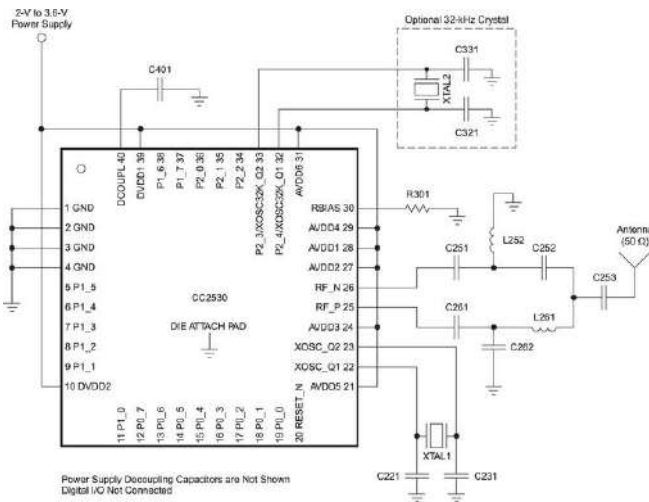 2-V to 3.6-V
Power Supply
Optional 32-kHz Crystal
C331
XTAL2
C321
C401
DCOUPL 40
DVDD1 39
P1_6 38
P1_7 37
P2_0 36
P2_1 35
P2_2 34
P2_3/XOSC32K_Q2 33
P2_4/XOSC32K_Q1 32
AVDD6 31
1 GND
2 GND
3 GND
4 GND
5 P1_5
6 P1_4
7 P1_3
8 P1_2
9 P1_1
10 DVDD2
CC2530
DIE ATTACH PAD
RBIAS 30
AVDD4 29
AVDD1 28
AVDD2 27
RF_N 26
RF_P 25
AVDD3 24
XOSC_Q2 23
XOSC_Q1 22
AVDD5 21
11 P1_0
12 P0_7
13 P0_6
14 P0_5
15 P0_4
16 P0_3
17 P0_2
18 P0_1
19 P0_0
20 RESET_N
R301
L252
C251
C252
Antenna
(50 Ω)
C253
C261
L261
C262
XTAL1
C221
C231
Power Supply Decoupling Capacitors are Not Shown
Digital I/O Not Connected